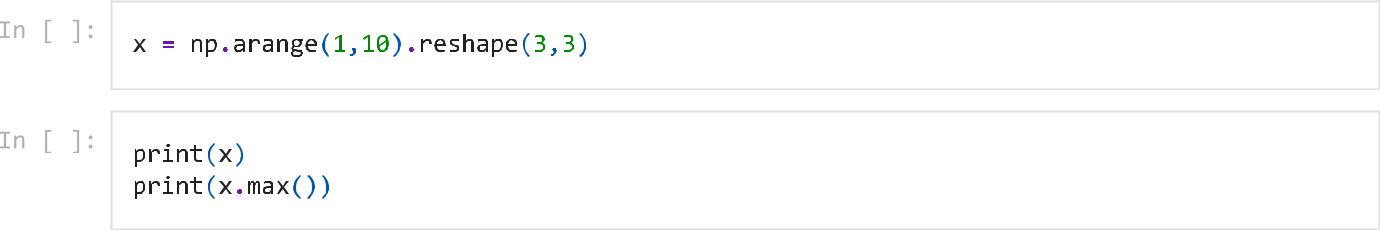 In [ ]:
x = np.arange(1,10).reshape(3,3)
In [ ]:
print(x)
print(x.max())